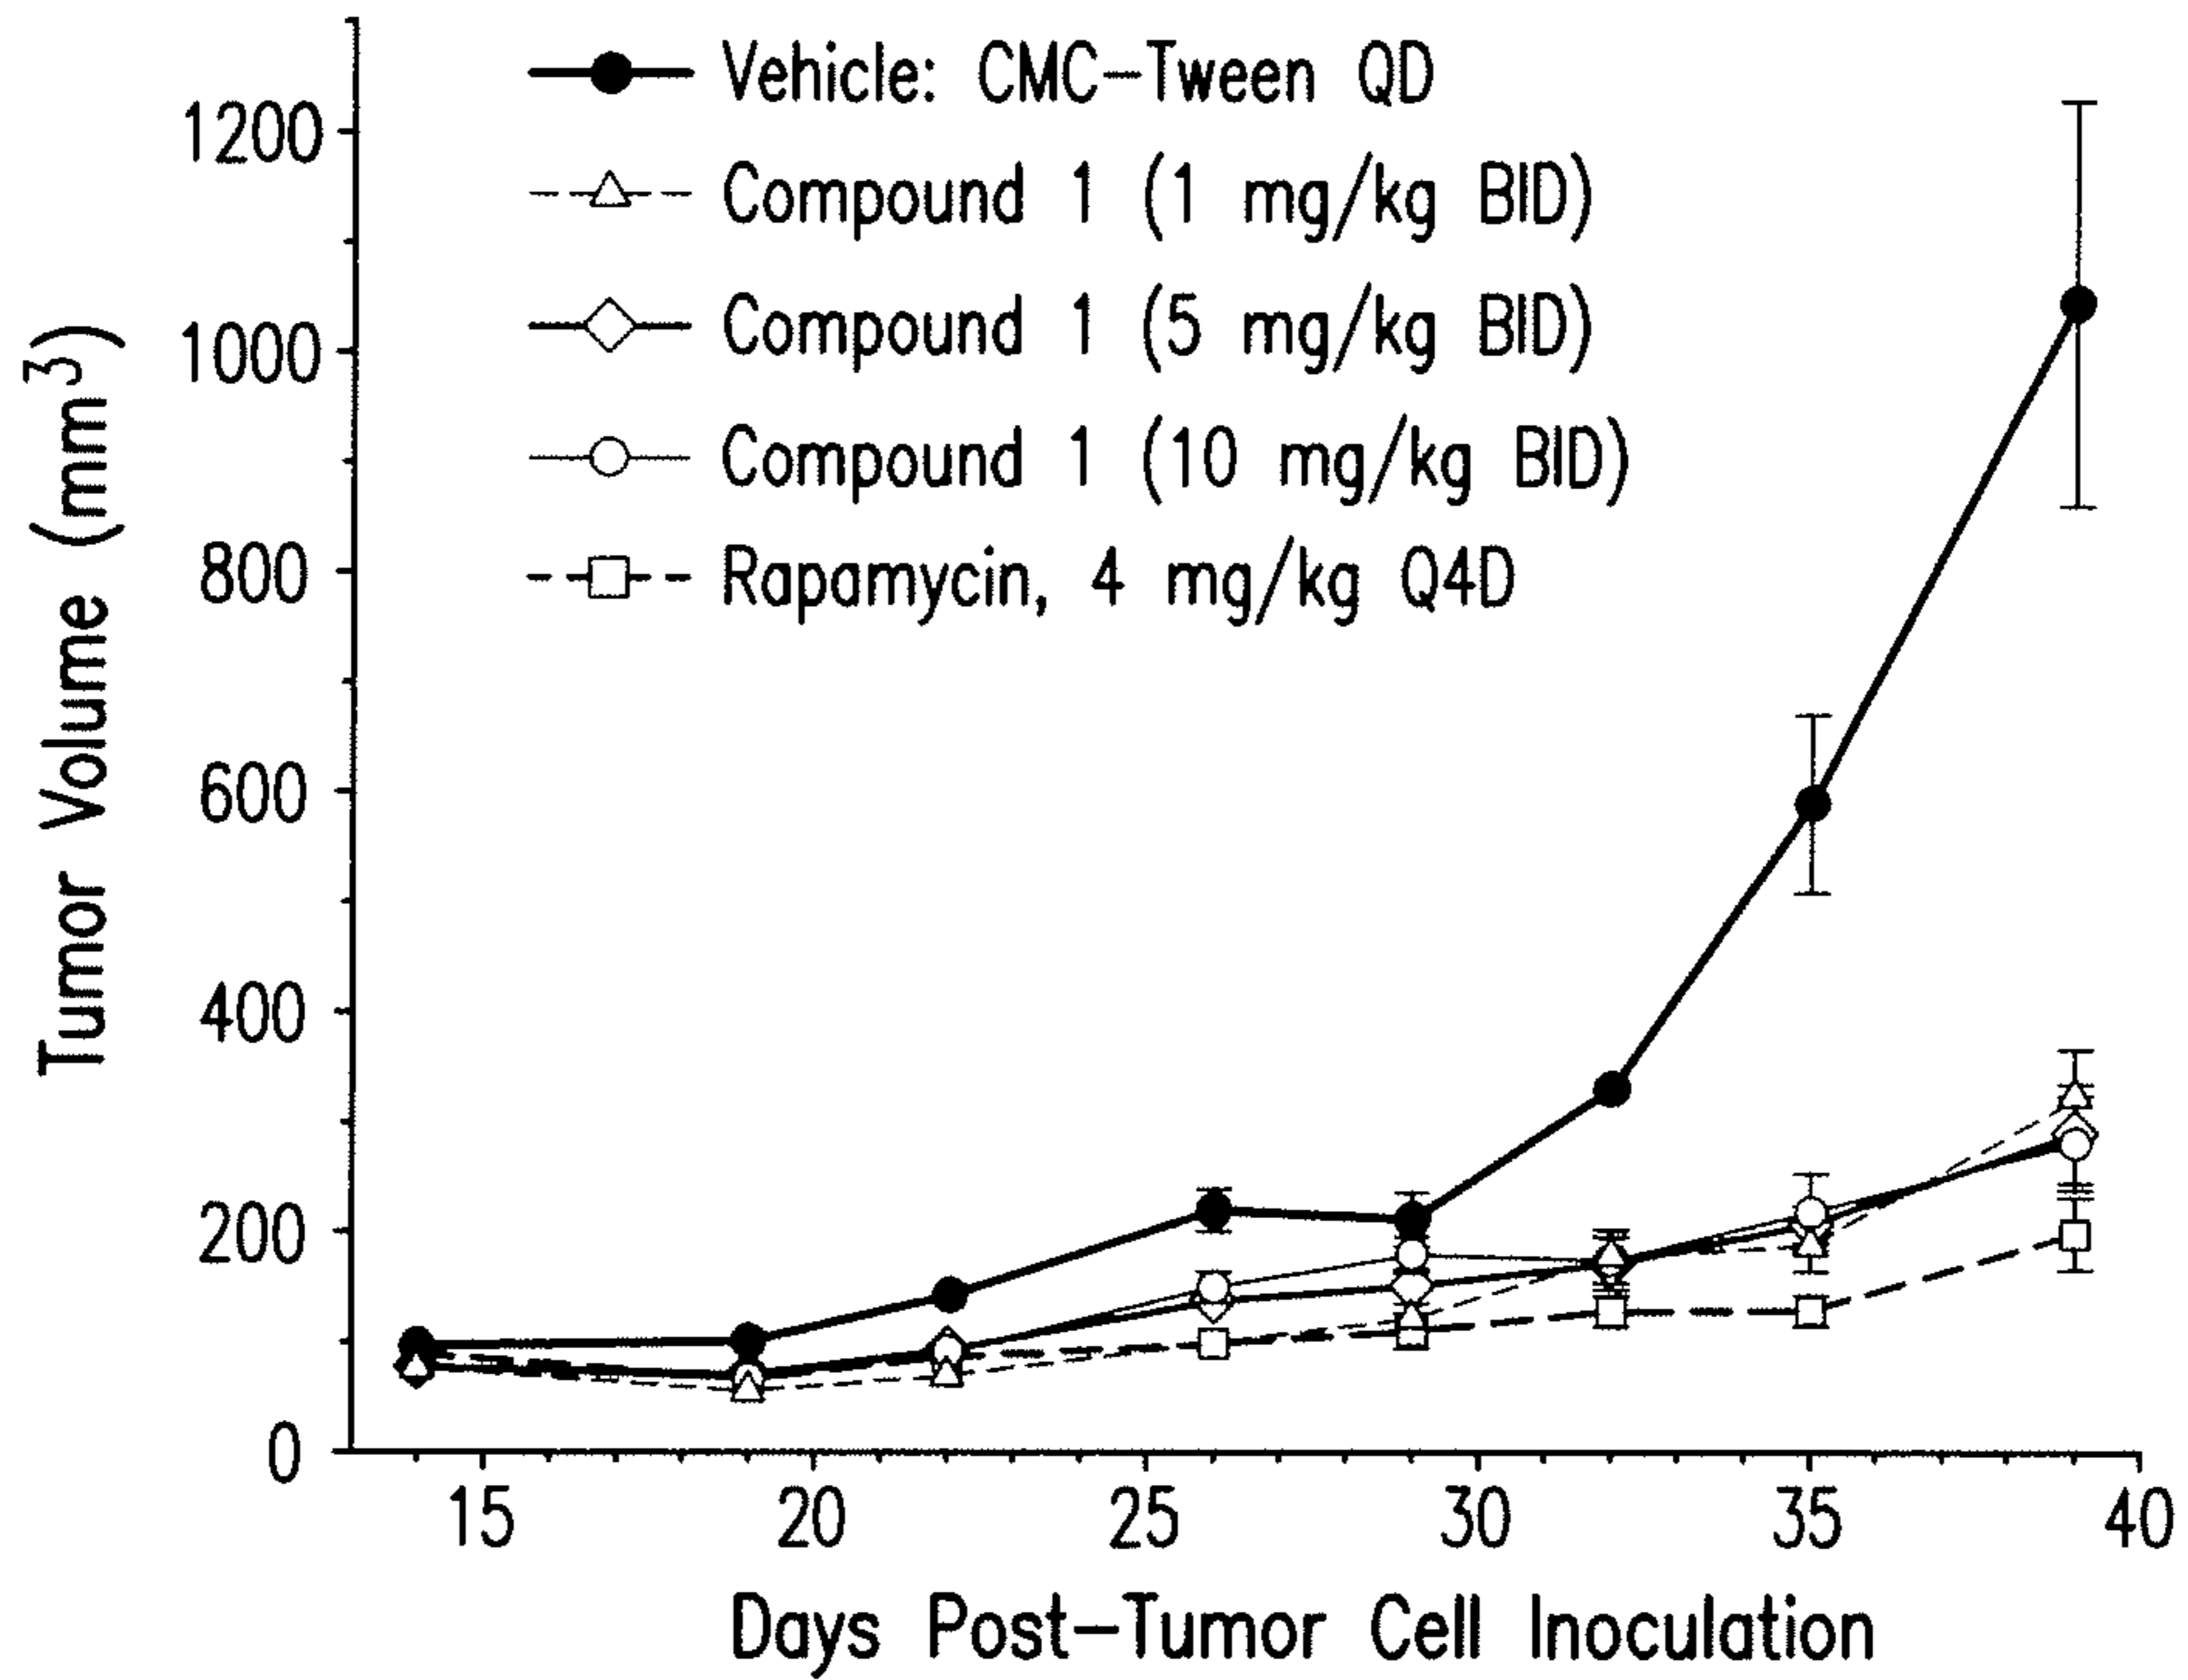 Vehicle: CMC-Tween QD
Compound 1 (1 mg/kg BID)
Compound 1 (5 mg/kg BID)
Compound 1 (10 mg/kg BID)
Rapamycin, 4 mg/kg Q4D
Tumor Volume (mm³)
1200
1000
800
600
400
200
0
15 20 25 30 35 40
Days Post-Tumor Cell Inoculation